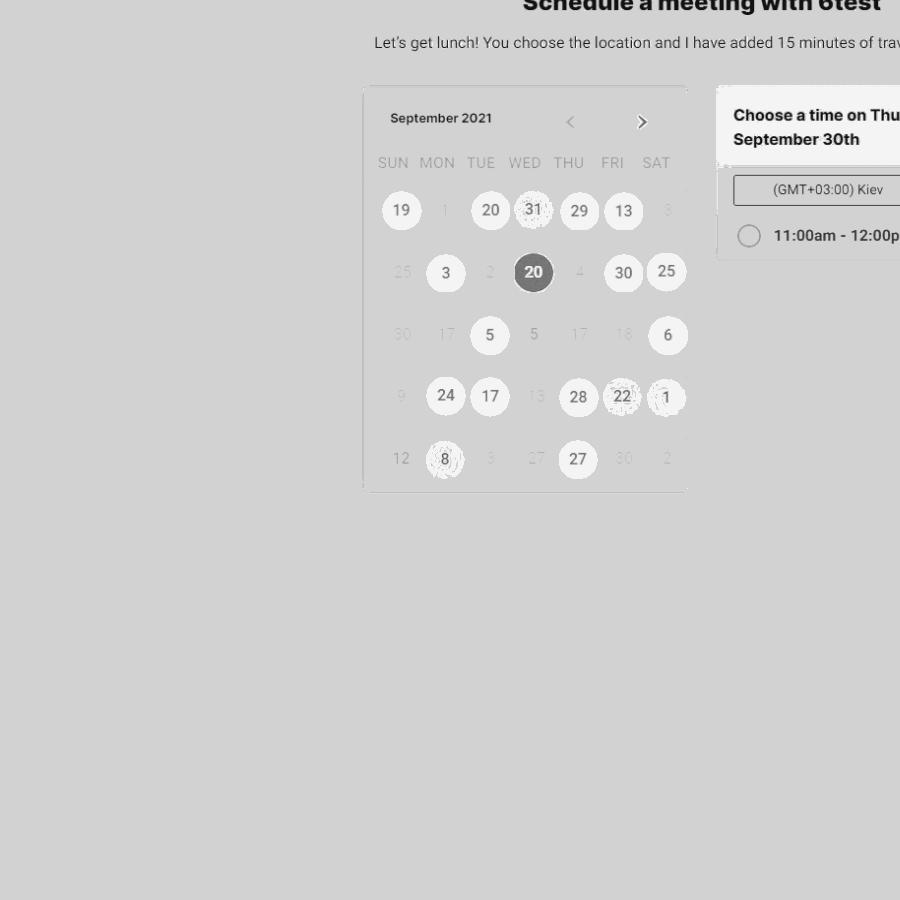 Schedule a meeting with 6test
Let's get lunch! You choose the location and I have added 15 minutes of trav
September 2021
SUN MON TUE WED THU FRI SAT
19 1 20 31 29 13 3
25 3 2 20 4 30 25
30 17 5 5 17 18 6
9 24 17 13 28 22 1
12 8 3 27 27 30 2
Choose a time on Thu
September 30th
(GMT+03:00) Kiev
11:00am - 12:00p